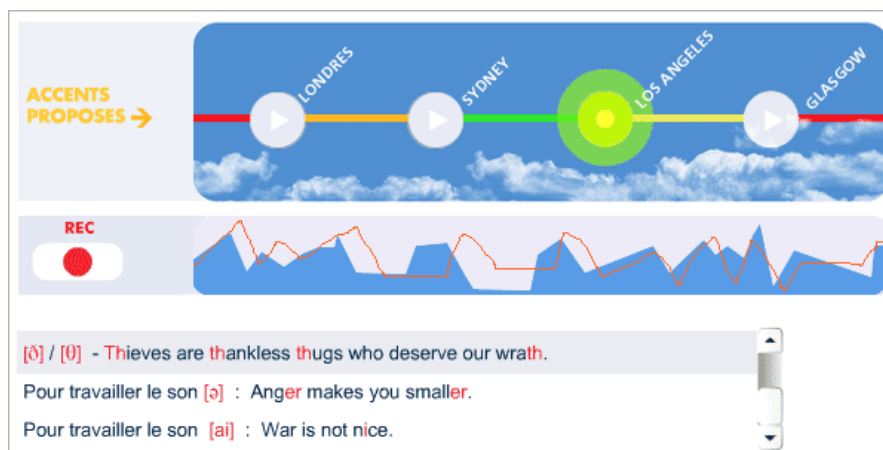 ACCENTS
PROPOSES →
LONDRES
SYDNEY
LOS ANGELES
GLASGOW
REC
[ð] / [θ] - Thieves are thankless thugs who deserve our wrath.
Pour travailler le son [ə] : Anger makes you smaller.
Pour travailler le son [ai] : War is not nice.